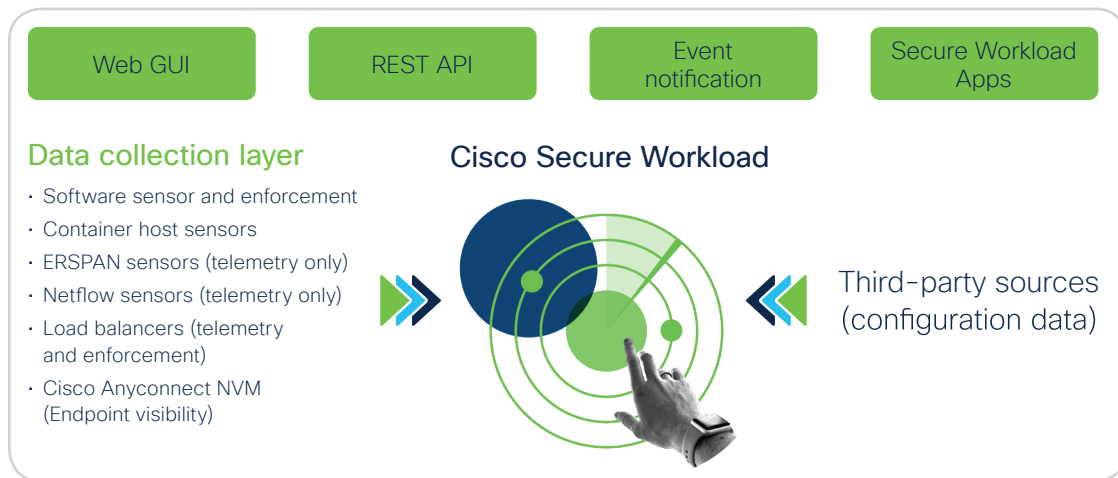 Web GUI
REST API
Event
notification
Secure Workload
Apps
Data collection layer
· Software sensor and enforcement
· Container host sensors
· ERSPAN sensors (telemetry only)
· Netflow sensors (telemetry only)
· Load balancers (telemetry
and enforcement)
· Cisco Anyconnect NVM
(Endpoint visibility)
Cisco Secure Workload
Third-party sources
(configuration data)